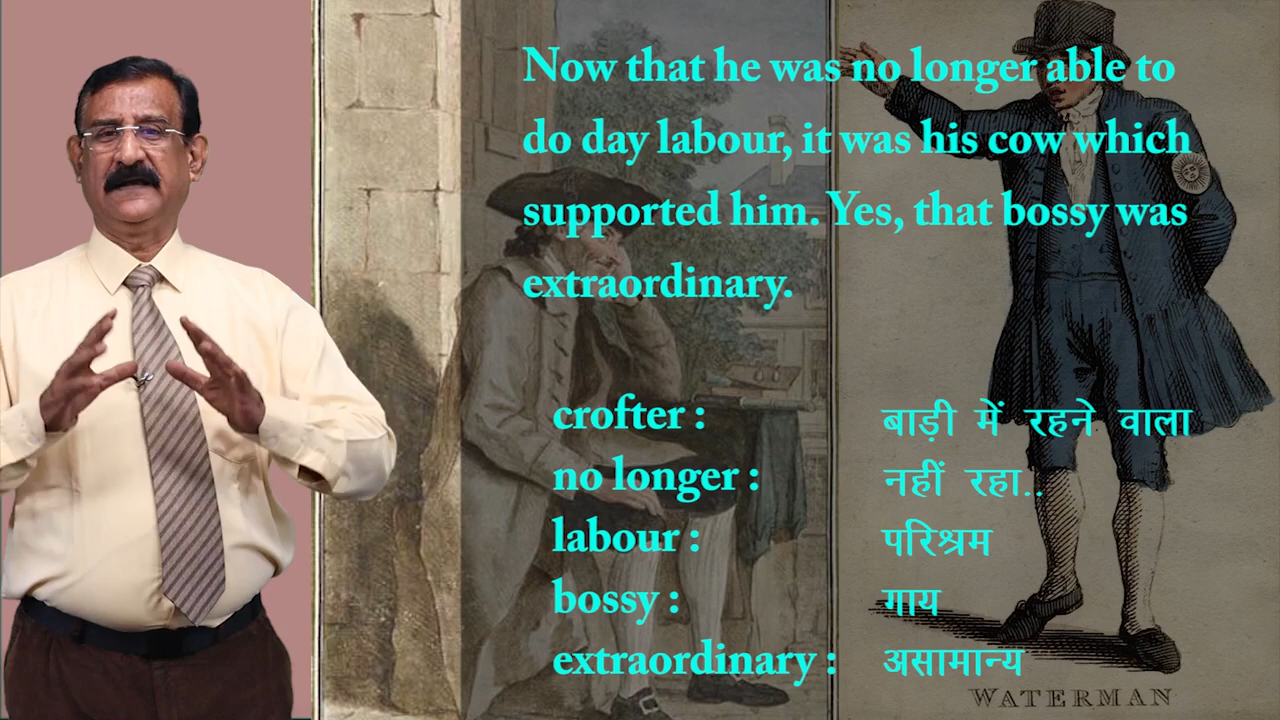 Now that he was no longer able to
do day labour, it was his cow which
supported him. Yes, that bossy was
extraordinary.
crofter : बाड़ी में रहने वाला
no longer : नहीं रहा..
labour : परिश्रम
bossy : गाय
extraordinary : असामान्य
WATERMAN